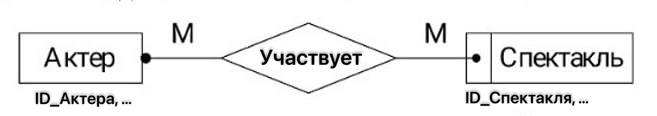 М М
Актер Участвует Спектакль
ID_Актера, ... ID_Спектакля, ...